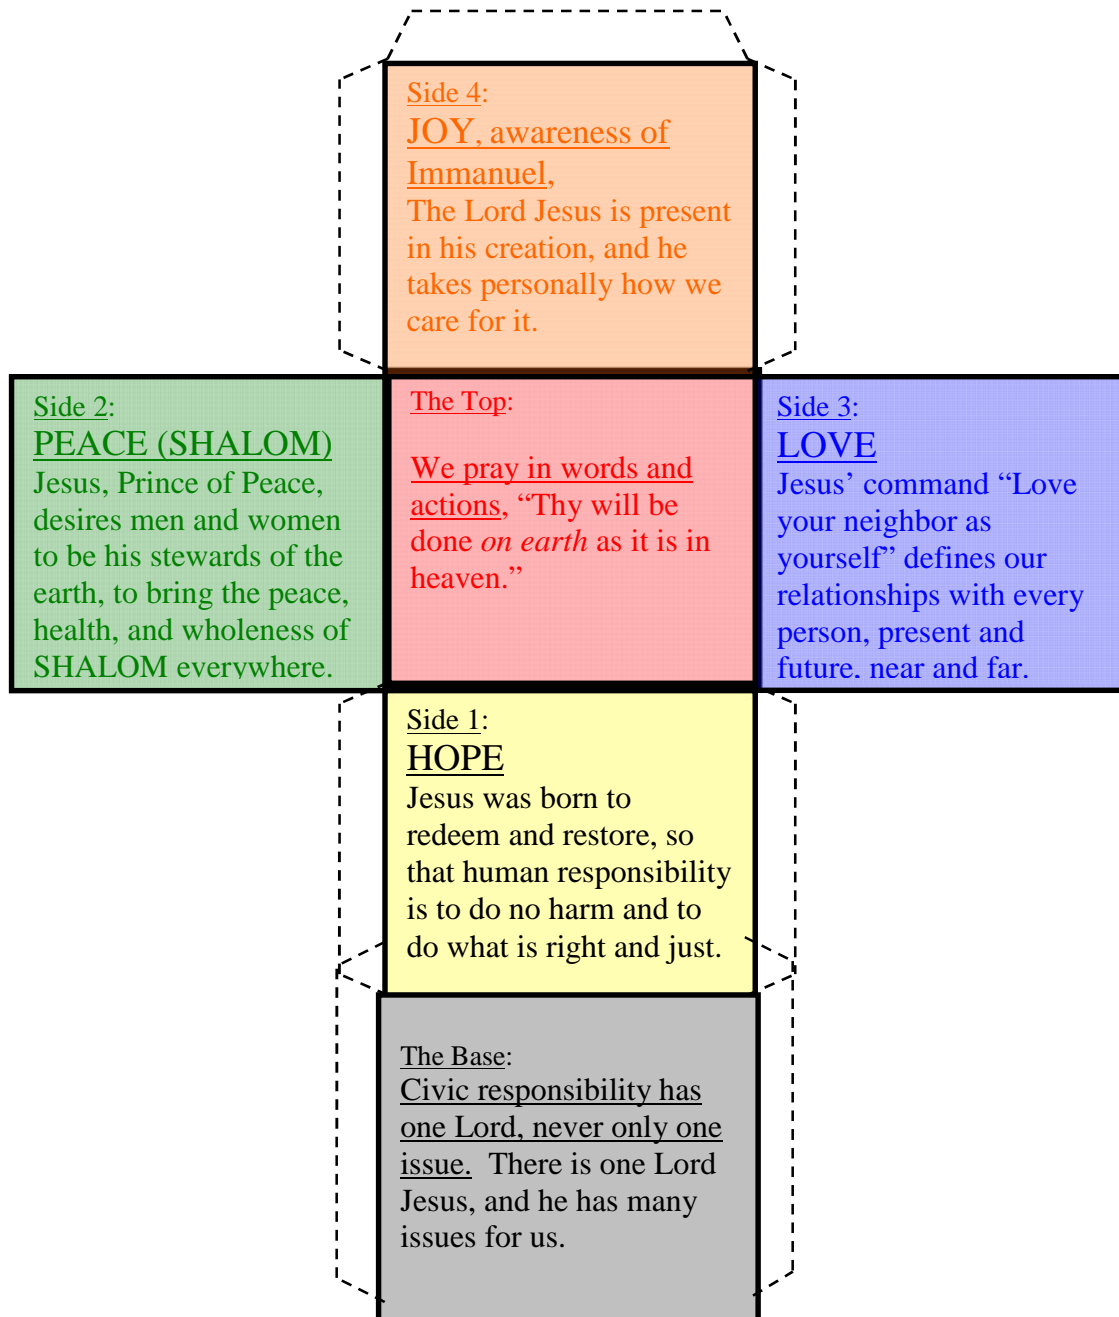 Side 4:
JOY, awareness of
Immanuel,
The Lord Jesus is present
in his creation, and he
takes personally how we
care for it.
Side 2:
PEACE (SHALOM)
Jesus, Prince of Peace,
desires men and women
to be his stewards of the
earth, to bring the peace,
health, and wholeness of
SHALOM everywhere.
The Top:
We pray in words and
actions, “Thy will be
done on earth as it is in
heaven.”
Side 3:
LOVE
Jesus’ command “Love
your neighbor as
yourself” defines our
relationships with every
person, present and
future, near and far.
Side 1:
HOPE
Jesus was born to
redeem and restore, so
that human responsibility
is to do no harm and to
do what is right and just.
The Base:
Civic responsibility has
one Lord, never only one
issue.  There is one Lord
Jesus, and he has many
issues for us.